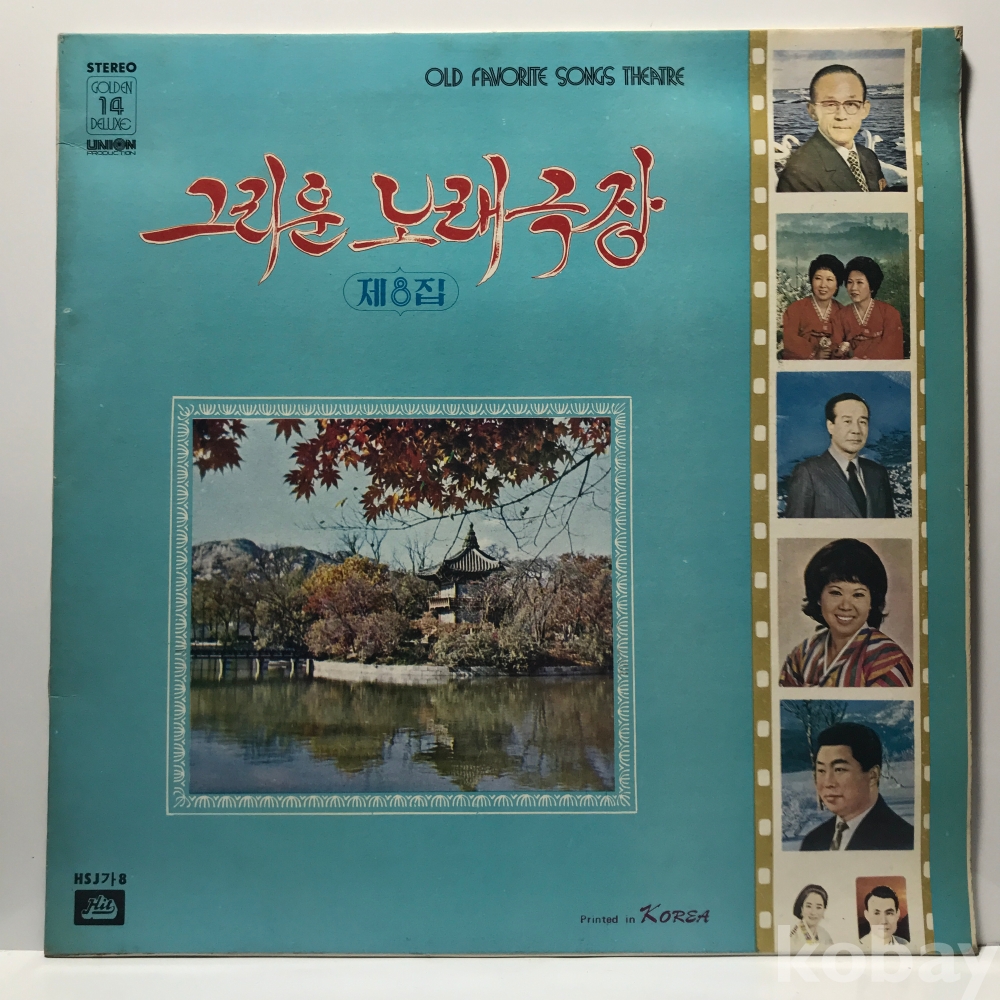 STEREO
GOLDEN
14
DELUXE
UNION
PRODUCTION
OLD FAVORITE SONGS THEATRE
그리운 노래극장
제8집
HSJ가8
Hit
Printed in KOREA
kobay